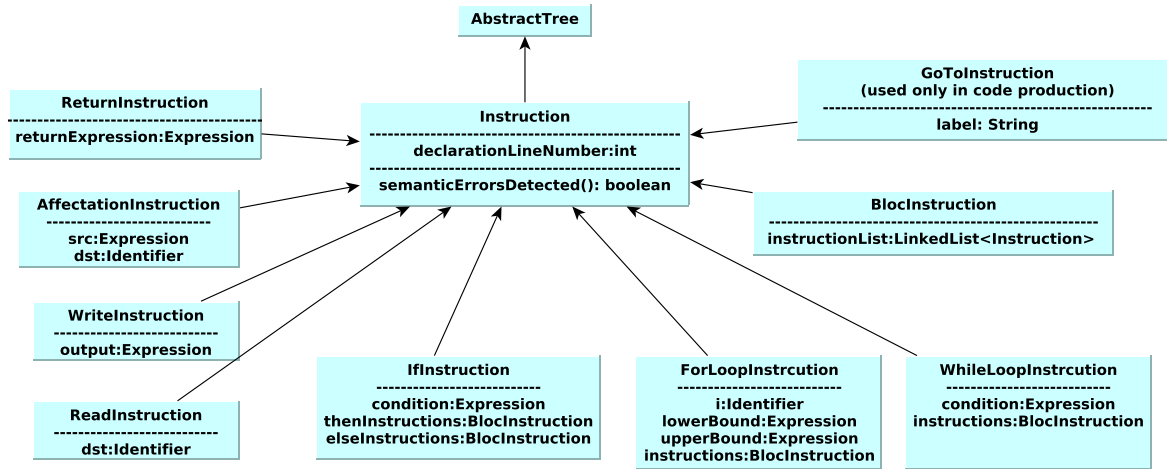 AbstractTree
GoToInstruction
(used only in code production)
label: String
ReturnInstruction
returnExpression:Expression
Instruction
declarationLineNumber:int
semanticErrorsDetected(): boolean
AffectationInstruction
src:Expression
dst:Identifier
BlocInstruction
instructionList:LinkedList<Instruction>
WriteInstruction
output:Expression
ReadInstruction
dst:Identifier
IfInstruction
condition:Expression
thenInstructions:BlocInstruction
elseInstructions:BlocInstruction
ForLoopInstrcution
i:Identifier
lowerBound:Expression
upperBound:Expression
instructions:BlocInstruction
WhileLoopInstrcution
condition:Expression
instructions:BlocInstruction